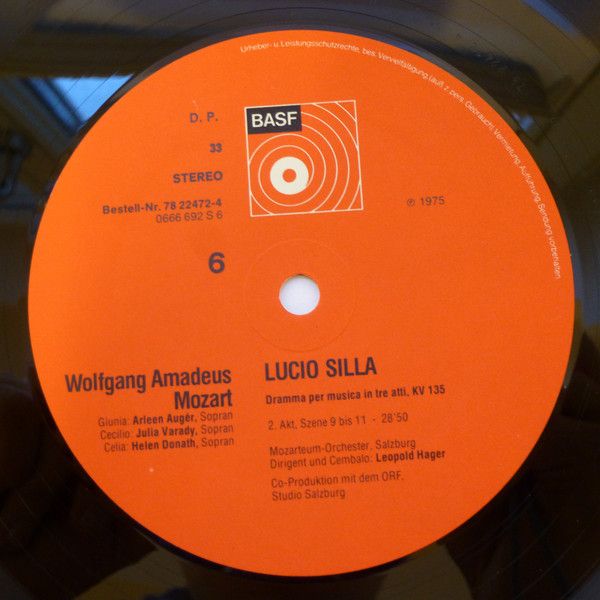 Urheber- u. Leistungsschutzrechte, bes. Vervielfältigung (auß. z. pers. Gebrauch), Vermietung, Aufführung, Sendung vorbehalten
D. P.
BASF
33
STEREO
Bestell-Nr. 78 22472-4
0666 692 S 6
℗ 1975
6
Wolfgang Amadeus
Mozart
Giunia: Arleen Augér, Sopran
Cecilio: Julia Varady, Sopran
Celia: Helen Donath, Sopran
LUCIO SILLA
Dramma per musica in tre atti, KV 135
2. Akt, Szene 9 bis 11 - 28'50
Mozarteum-Orchester, Salzburg
Dirigent und Cembalo: Leopold Hager
Co-Produktion mit dem ORF,
Studio Salzburg